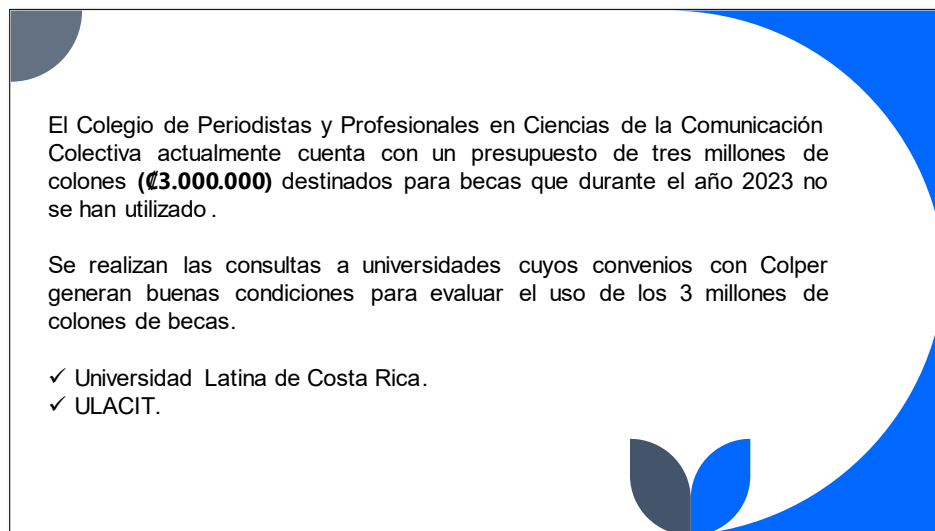 El Colegio de Periodistas y Profesionales en Ciencias de la Comunicación
Colectiva actualmente cuenta con un presupuesto de tres millones de
colones (₡3.000.000) destinados para becas que durante el año 2023 no
se han utilizado.
Se realizan las consultas a universidades cuyos convenios con Colper
generan buenas condiciones para evaluar el uso de los 3 millones de
colones de becas.
✓ Universidad Latina de Costa Rica.
✓ ULACIT.